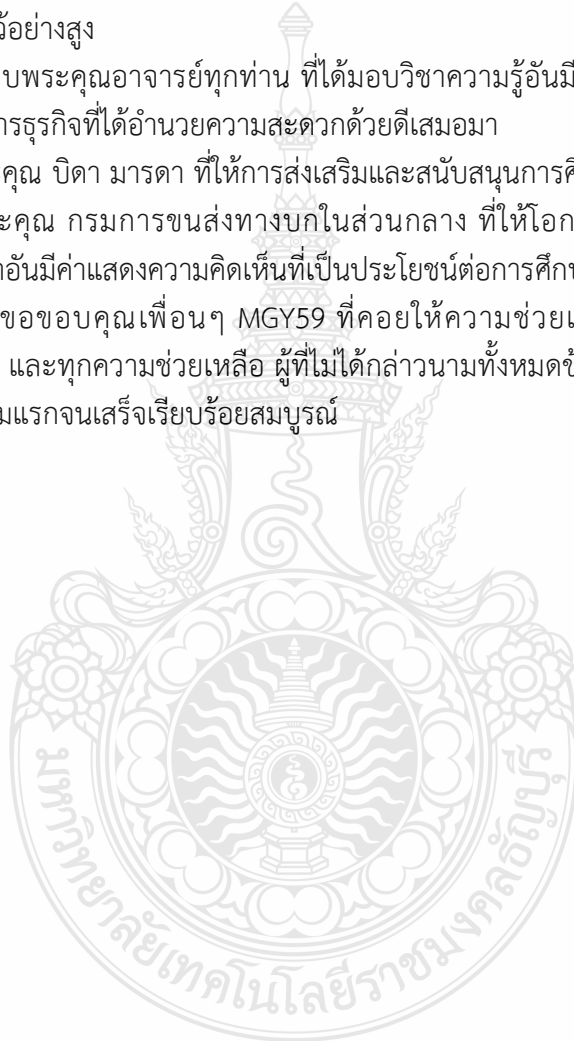 ว้อย่างสูง
บพระคุณอาจารย์ทุกท่าน ที่ได้มอบวิชาความรู้อันมี
ารธุรกิจที่ได้อำนวยความสะดวกด้วยดีเสมอมา
ะคุณ บิดา มารดา ที่ให้การส่งเสริมและสนับสนุนการศึ
ะคุณ กรมการขนส่งทางบกในส่วนกลาง ที่ให้โอก
าอันมีค่าแสดงความคิดเห็นที่เป็นประโยชน์ต่อการศึกษ
ขอขอบคุณเพื่อนๆ MGY59 ที่คอยให้ความช่วยเ
และทุกความช่วยเหลือ ผู้ที่ไม่ได้กล่าวนามทั้งหมดข้
มแรกจนเสร็จเรียบร้อยสมบูรณ์
มหาวิทยาลัยเทคโนโลยีราชมงคลธัญบุรี